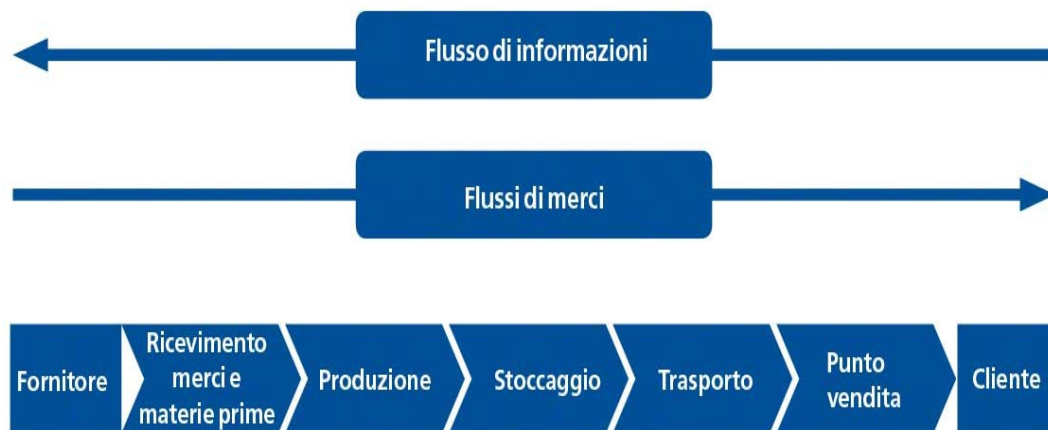 Flusso di informazioni
Flussi di merci
Fornitore
Ricevimento
merci e
materie prime
Produzione
Stoccaggio
Trasporto
Punto
vendita
Cliente